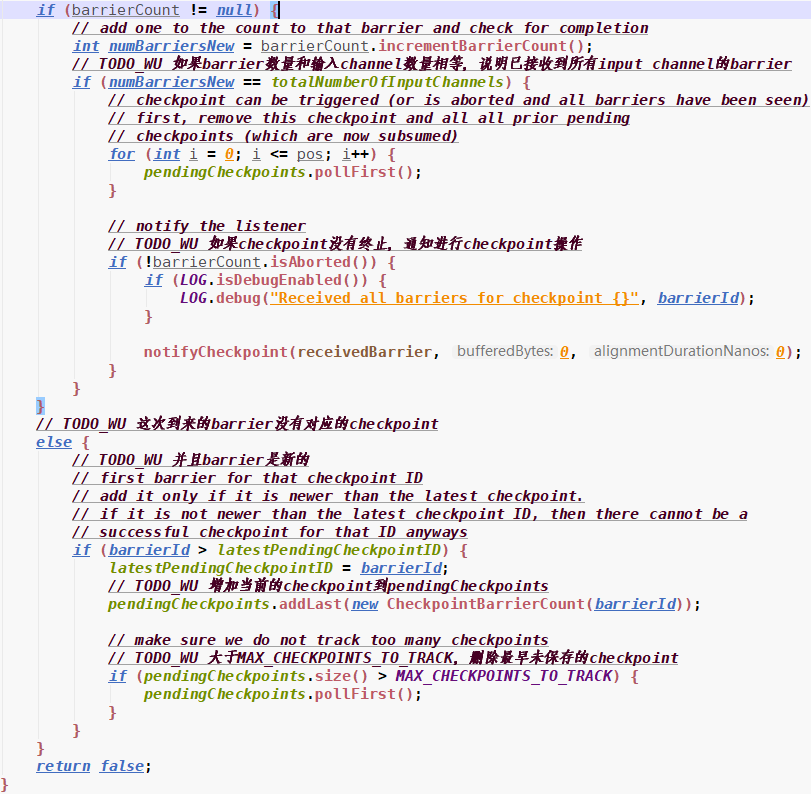 if (barrierCount != null) {
// add one to the count to that barrier and check for completion
int numBarriersNew = barrierCount.incrementBarrierCount();
// TODO_WU 如果barrier数量和输入channel数量相等，说明已接收到所有input channel的barrier
if (numBarriersNew == totalNumberOfInputChannels) {
// checkpoint can be triggered (or is aborted and all barriers have been seen)
// first, remove this checkpoint and all all prior pending
// checkpoints (which are now subsumed)
for (int i = 0; i <= pos; i++) {
pendingCheckpoints.pollFirst();
}
// notify the listener
// TODO_WU 如果checkpoint没有终止，通知进行checkpoint操作
if (!barrierCount.isAborted()) {
if (LOG.isDebugEnabled()) {
LOG.debug("Received all barriers for checkpoint {}", barrierId);
}
notifyCheckpoint(receivedBarrier, bufferedBytes: 0, alignmentDurationNanos: 0);
}
}
}
// TODO_WU 这次到来的barrier没有对应的checkpoint
else {
// TODO_WU 并且barrier是新的
// first barrier for that checkpoint ID
// add it only if it is newer than the latest checkpoint.
// if it is not newer than the latest checkpoint ID, then there cannot be a
// successful checkpoint for that ID anyways
if (barrierId > latestPendingCheckpointID) {
latestPendingCheckpointID = barrierId;
// TODO_WU 增加当前的checkpoint到pendingCheckpoints
pendingCheckpoints.addLast(new CheckpointBarrierCount(barrierId));
// make sure we do not track too many checkpoints
// TODO_WU 大于MAX_CHECKPOINTS_TO_TRACK，删除最早未保存的checkpoint
if (pendingCheckpoints.size() > MAX_CHECKPOINTS_TO_TRACK) {
pendingCheckpoints.pollFirst();
}
}
}
return false;
}